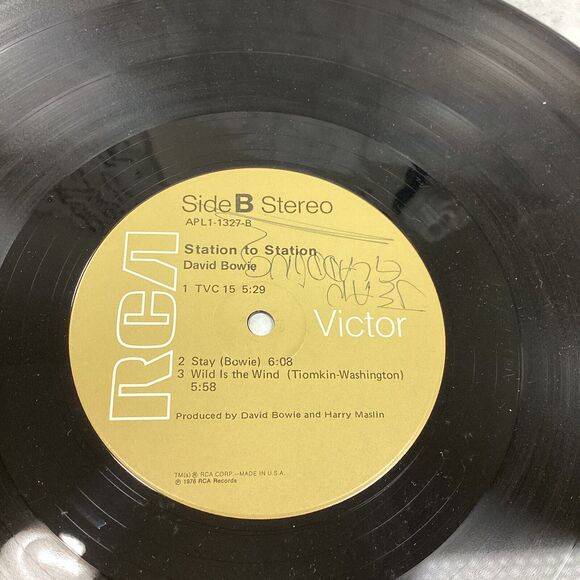 Side B Stereo
APL1-1327-B
Station to Station
David Bowie
1 TVC 15 5:29
RCA
Victor
2 Stay (Bowie) 6:08
3 Wild Is the Wind (Tiomkin-Washington)
5:58
Produced by David Bowie and Harry Maslin
TM(s) ® RCA CORP.—MADE IN U.S.A.
℗ 1976 RCA Records